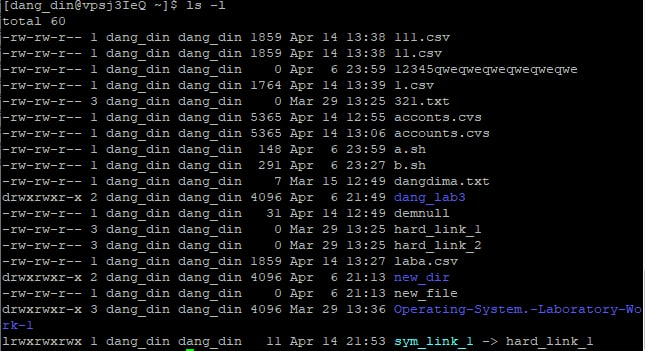 [dang_din@vpsj3IeQ ~]$ ls -l
total 60
-rw-rw-r-- 1 dang_din dang_din 1859 Apr 14 13:38 111.csv
-rw-rw-r-- 1 dang_din dang_din 1859 Apr 14 13:38 11.csv
-rw-rw-r-- 1 dang_din dang_din    0 Apr  6 23:59 12345qweqweqweqweqweqwe
-rw-rw-r-- 1 dang_din dang_din 1764 Apr 14 13:39 1.csv
-rw-rw-r-- 3 dang_din dang_din    0 Mar 29 13:25 321.txt
-rw-rw-r-- 1 dang_din dang_din 5365 Apr 14 12:55 acconts.cvs
-rw-rw-r-- 1 dang_din dang_din 5365 Apr 14 13:06 accounts.cvs
-rw-rw-r-- 1 dang_din dang_din  148 Apr  6 23:59 a.sh
-rw-rw-r-- 1 dang_din dang_din  291 Apr  6 23:27 b.sh
-rw-rw-r-- 1 dang_din dang_din    7 Mar 15 12:49 dangdima.txt
drwxrwxr-x 2 dang_din dang_din 4096 Apr  6 21:49 dang_lab3
-rw-rw-r-- 1 dang_din dang_din   31 Apr 14 12:49 demnull
-rw-rw-r-- 3 dang_din dang_din    0 Mar 29 13:25 hard_link_1
-rw-rw-r-- 3 dang_din dang_din    0 Mar 29 13:25 hard_link_2
-rw-rw-r-- 1 dang_din dang_din 1859 Apr 14 13:27 laba.csv
drwxrwxr-x 2 dang_din dang_din 4096 Apr  6 21:13 new_dir
-rw-rw-r-- 1 dang_din dang_din    0 Apr  6 21:13 new_file
drwxrwxr-x 3 dang_din dang_din 4096 Mar 29 13:36 Operating-System.-Laboratory-Wo
rk-1
lrwxrwxrwx 1 dang_din dang_din   11 Apr 14 21:53 sym_link_1 -> hard_link_1